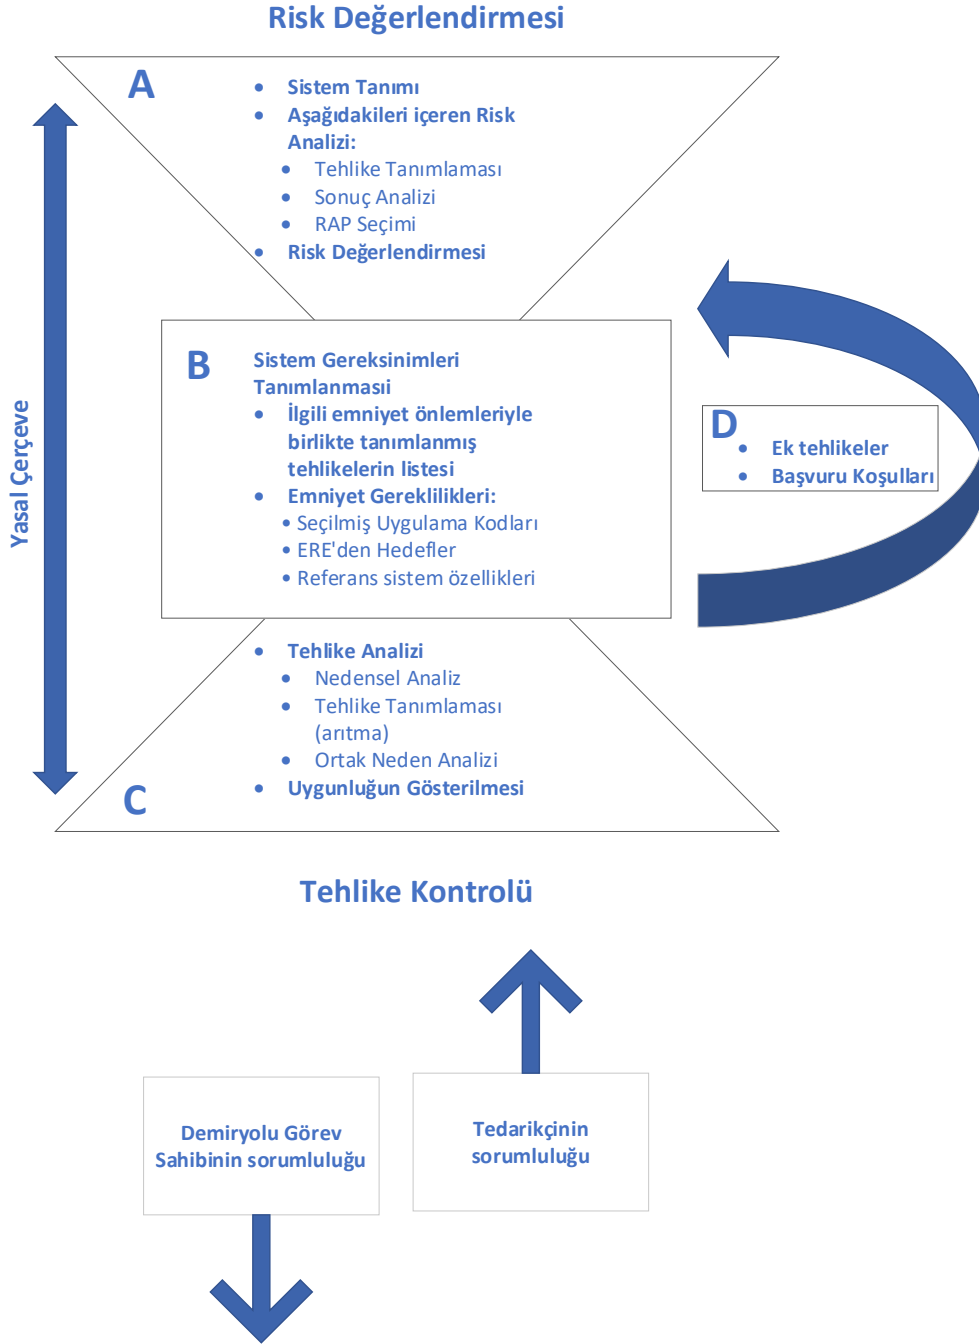 Risk Değerlendirmesi
A
• Sistem Tanımı
• Aşağıdakileri içeren Risk
Analizi:
• Tehlike Tanımlaması
• Sonuç Analizi
• RAP Seçimi
• Risk Değerlendirmesi
Yasal Çerçeve
B
Sistem Gereksinimleri
Tanımlanmasıi
• İlgili emniyet önlemleriyle
birlikte tanımlanmış
tehlikelerin listesi
• Emniyet Gereklilikleri:
• Seçilmiş Uygulama Kodları
• ERE'den Hedefler
• Referans sistem özellikleri
D
• Ek tehlikeler
• Başvuru Koşulları
• Tehlike Analizi
• Nedensel Analiz
• Tehlike Tanımlaması
(arıtma)
• Ortak Neden Analizi
• Uygunluğun Gösterilmesi
C
Tehlike Kontrolü
Demiryolu Görev
Sahibinin sorumluluğu
Tedarikçinin
sorumluluğu